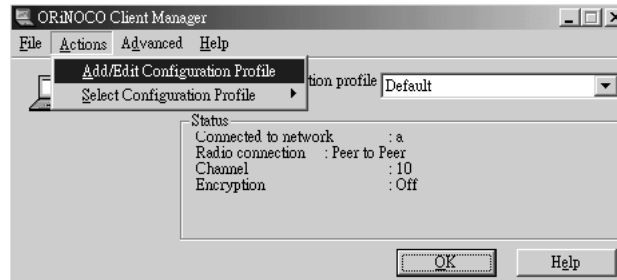 ORiNOCO Client Manager
File Actions Advanced Help
Add/Edit Configuration Profile
Select Configuration Profile
tion profile Default
Status
Connected to network : a
Radio connection : Peer to Peer
Channel : 10
Encryption : Off
OK Help